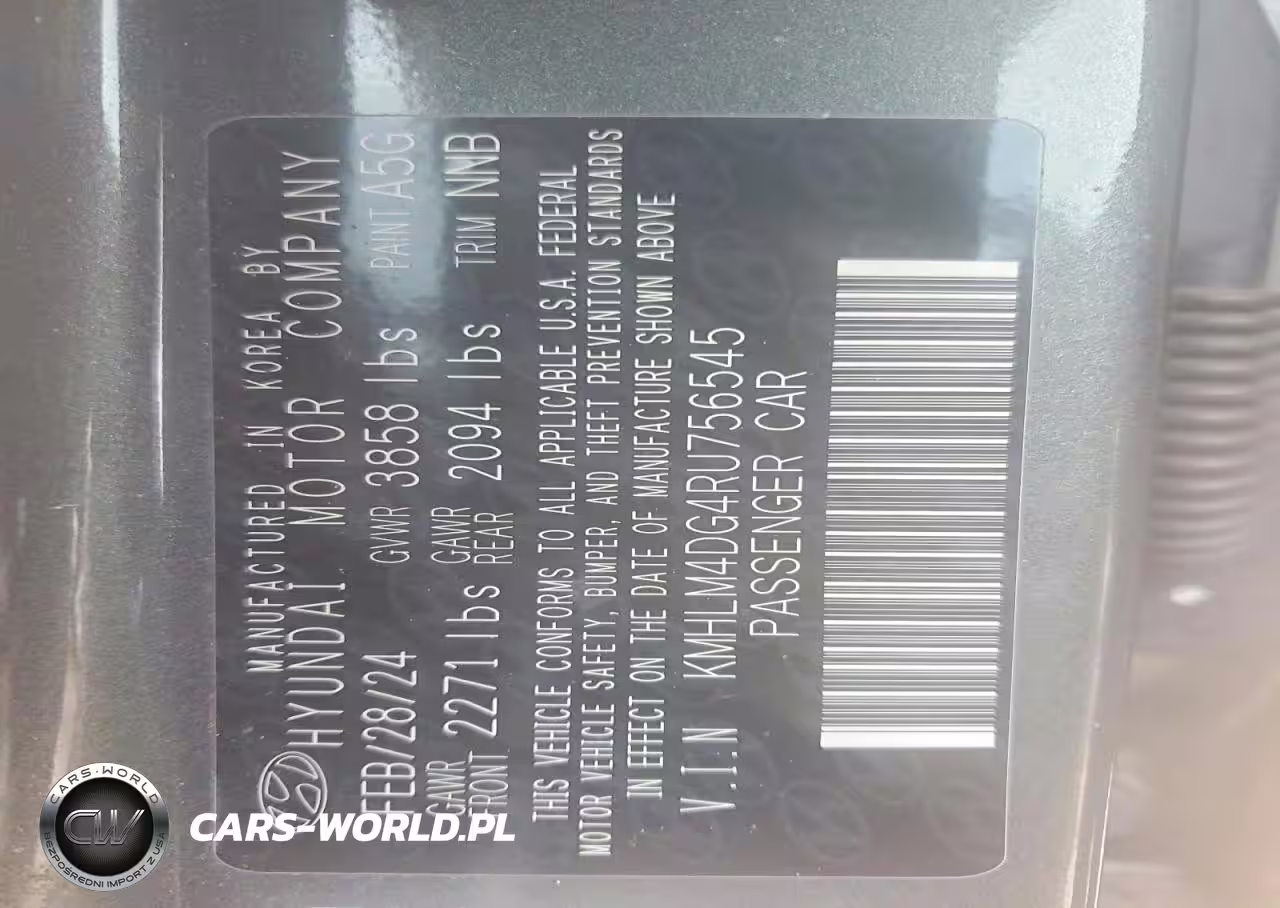 MANUFACTURED IN KOREA BY
HYUNDAI MOTOR COMPANY
FEB/28/24 GVWR 3858 lbs PAINT A5G
GAWR FRONT 2271 lbs GAWR REAR 2094 lbs TRIM NNB
THIS VEHICLE CONFORMS TO ALL APPLICABLE U.S.A. FEDERAL
MOTOR VEHICLE SAFETY, BUMPER, AND THEFT PREVENTION STANDARDS
IN EFFECT ON THE DATE OF MANUFACTURE SHOWN ABOVE
V.I.N KMHLM4DG4RU756545
PASSENGER CAR
CARS-WORLD
CW
BEZPOŚREDNI IMPORT Z USA
CARS-WORLD.PL